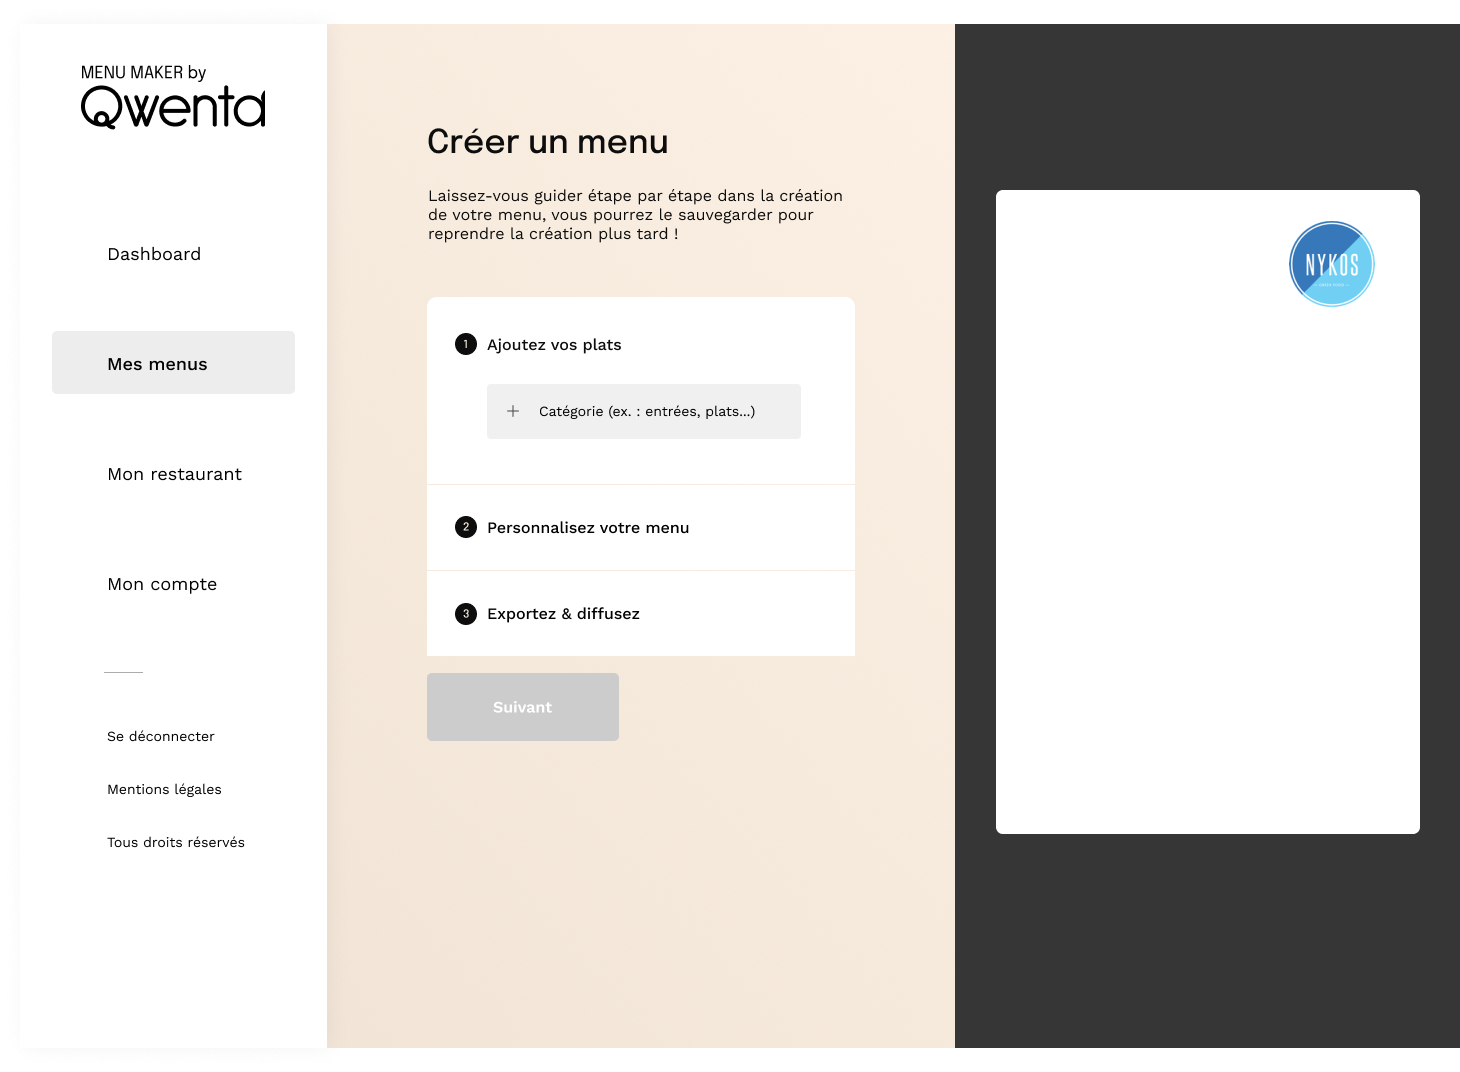 MENU MAKER by
Qwenta
Dashboard
Mes menus
Mon restaurant
Mon compte
Se déconnecter
Mentions légales
Tous droits réservés
Créer un menu
Laissez-vous guider étape par étape dans la création
de votre menu, vous pourrez le sauvegarder pour
reprendre la création plus tard !
1 Ajoutez vos plats
+ Catégorie (ex. : entrées, plats...)
2 Personnalisez votre menu
3 Exportez & diffusez
Suivant
NYKOS